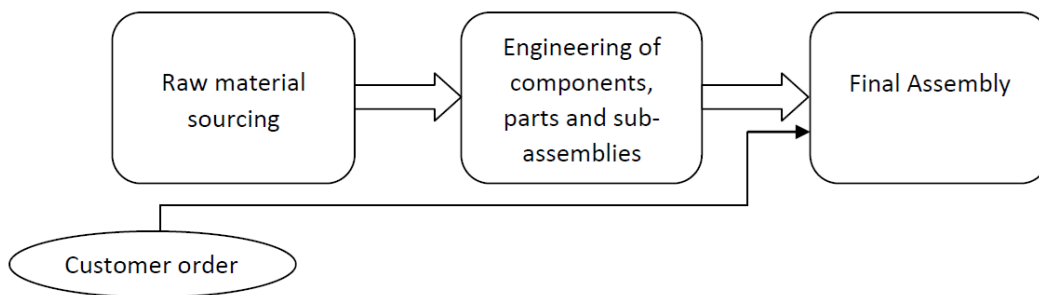 Raw material
sourcing
Engineering of
components,
parts and sub-
assemblies
Final Assembly
Customer order